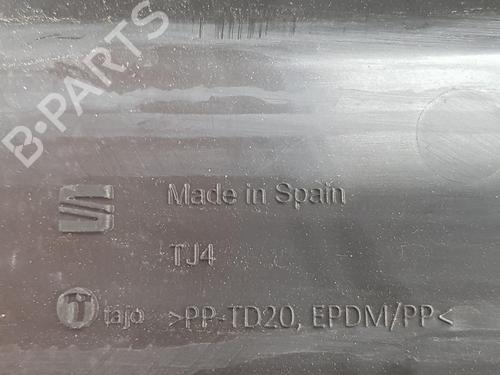 B-PARTS
Made in Spain
TJ4
tajo >PP-TD20, EPDM/PP<